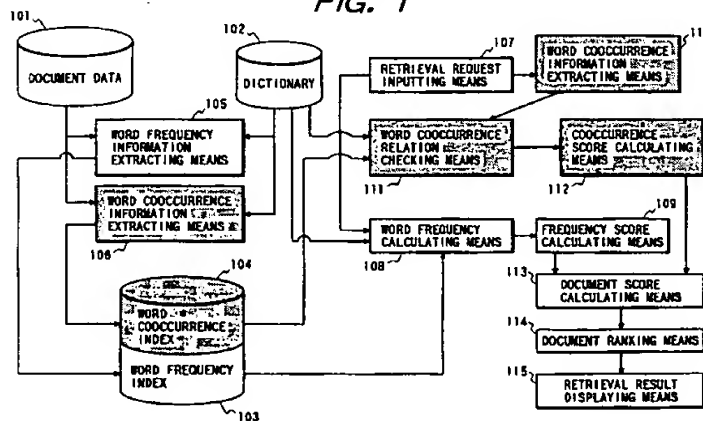 FIG. 1
101
DOCUMENT DATA
102
DICTIONARY
105
WORD FREQUENCY
INFORMATION
EXTRACTING MEANS
WORD COOCCURRENCE
INFORMATION
EXTRACTING MEANS
106
104
WORD
COOCCURRENCE
INDEX
WORD FREQUENCY
INDEX
103
107
RETRIEVAL REQUEST
INPUTTING MEANS
11
WORD COOCCURRENCE
INFORMATION
EXTRACTING MEANS
WORD COOCCURRENCE
RELATION
CHECKING MEANS
111
COOCCURRENCE
SCORE CALCULATING
MEANS
112
WORD FREQUENCY
CALCULATING MEANS
108
109
FREQUENCY SCORE
CALCULATING MEANS
113
DOCUMENT SCORE
CALCULATING MEANS
114
DOCUMENT RANKING MEANS
115
RETRIEVAL RESULT
DISPLAYING MEANS